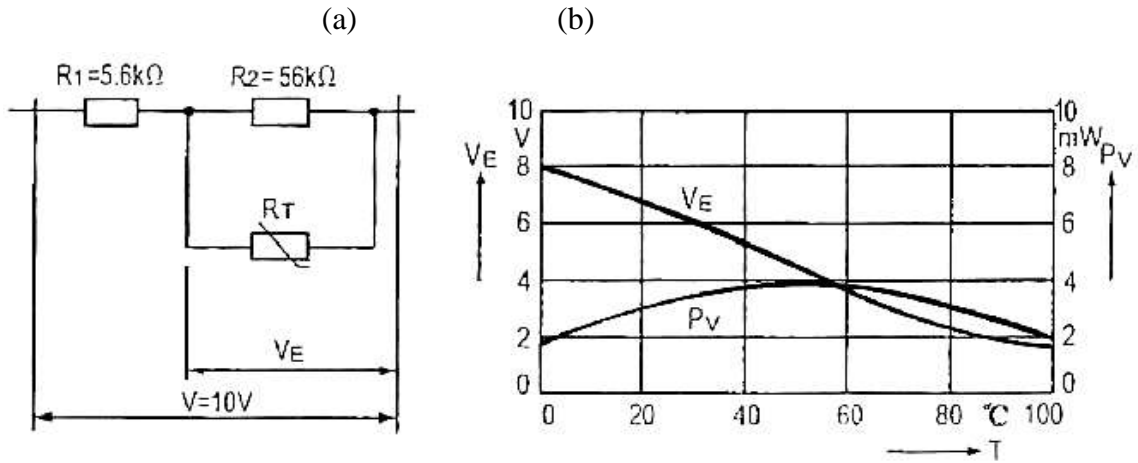 (a) (b)
R1=5.6kΩ R2=56kΩ
RT
VE
V=10V
10 10
V mW
VE PV
8 8
VE
6 6
4 4
PV
2 2
0 0
0 20 40 60 80 ℃ 100
T